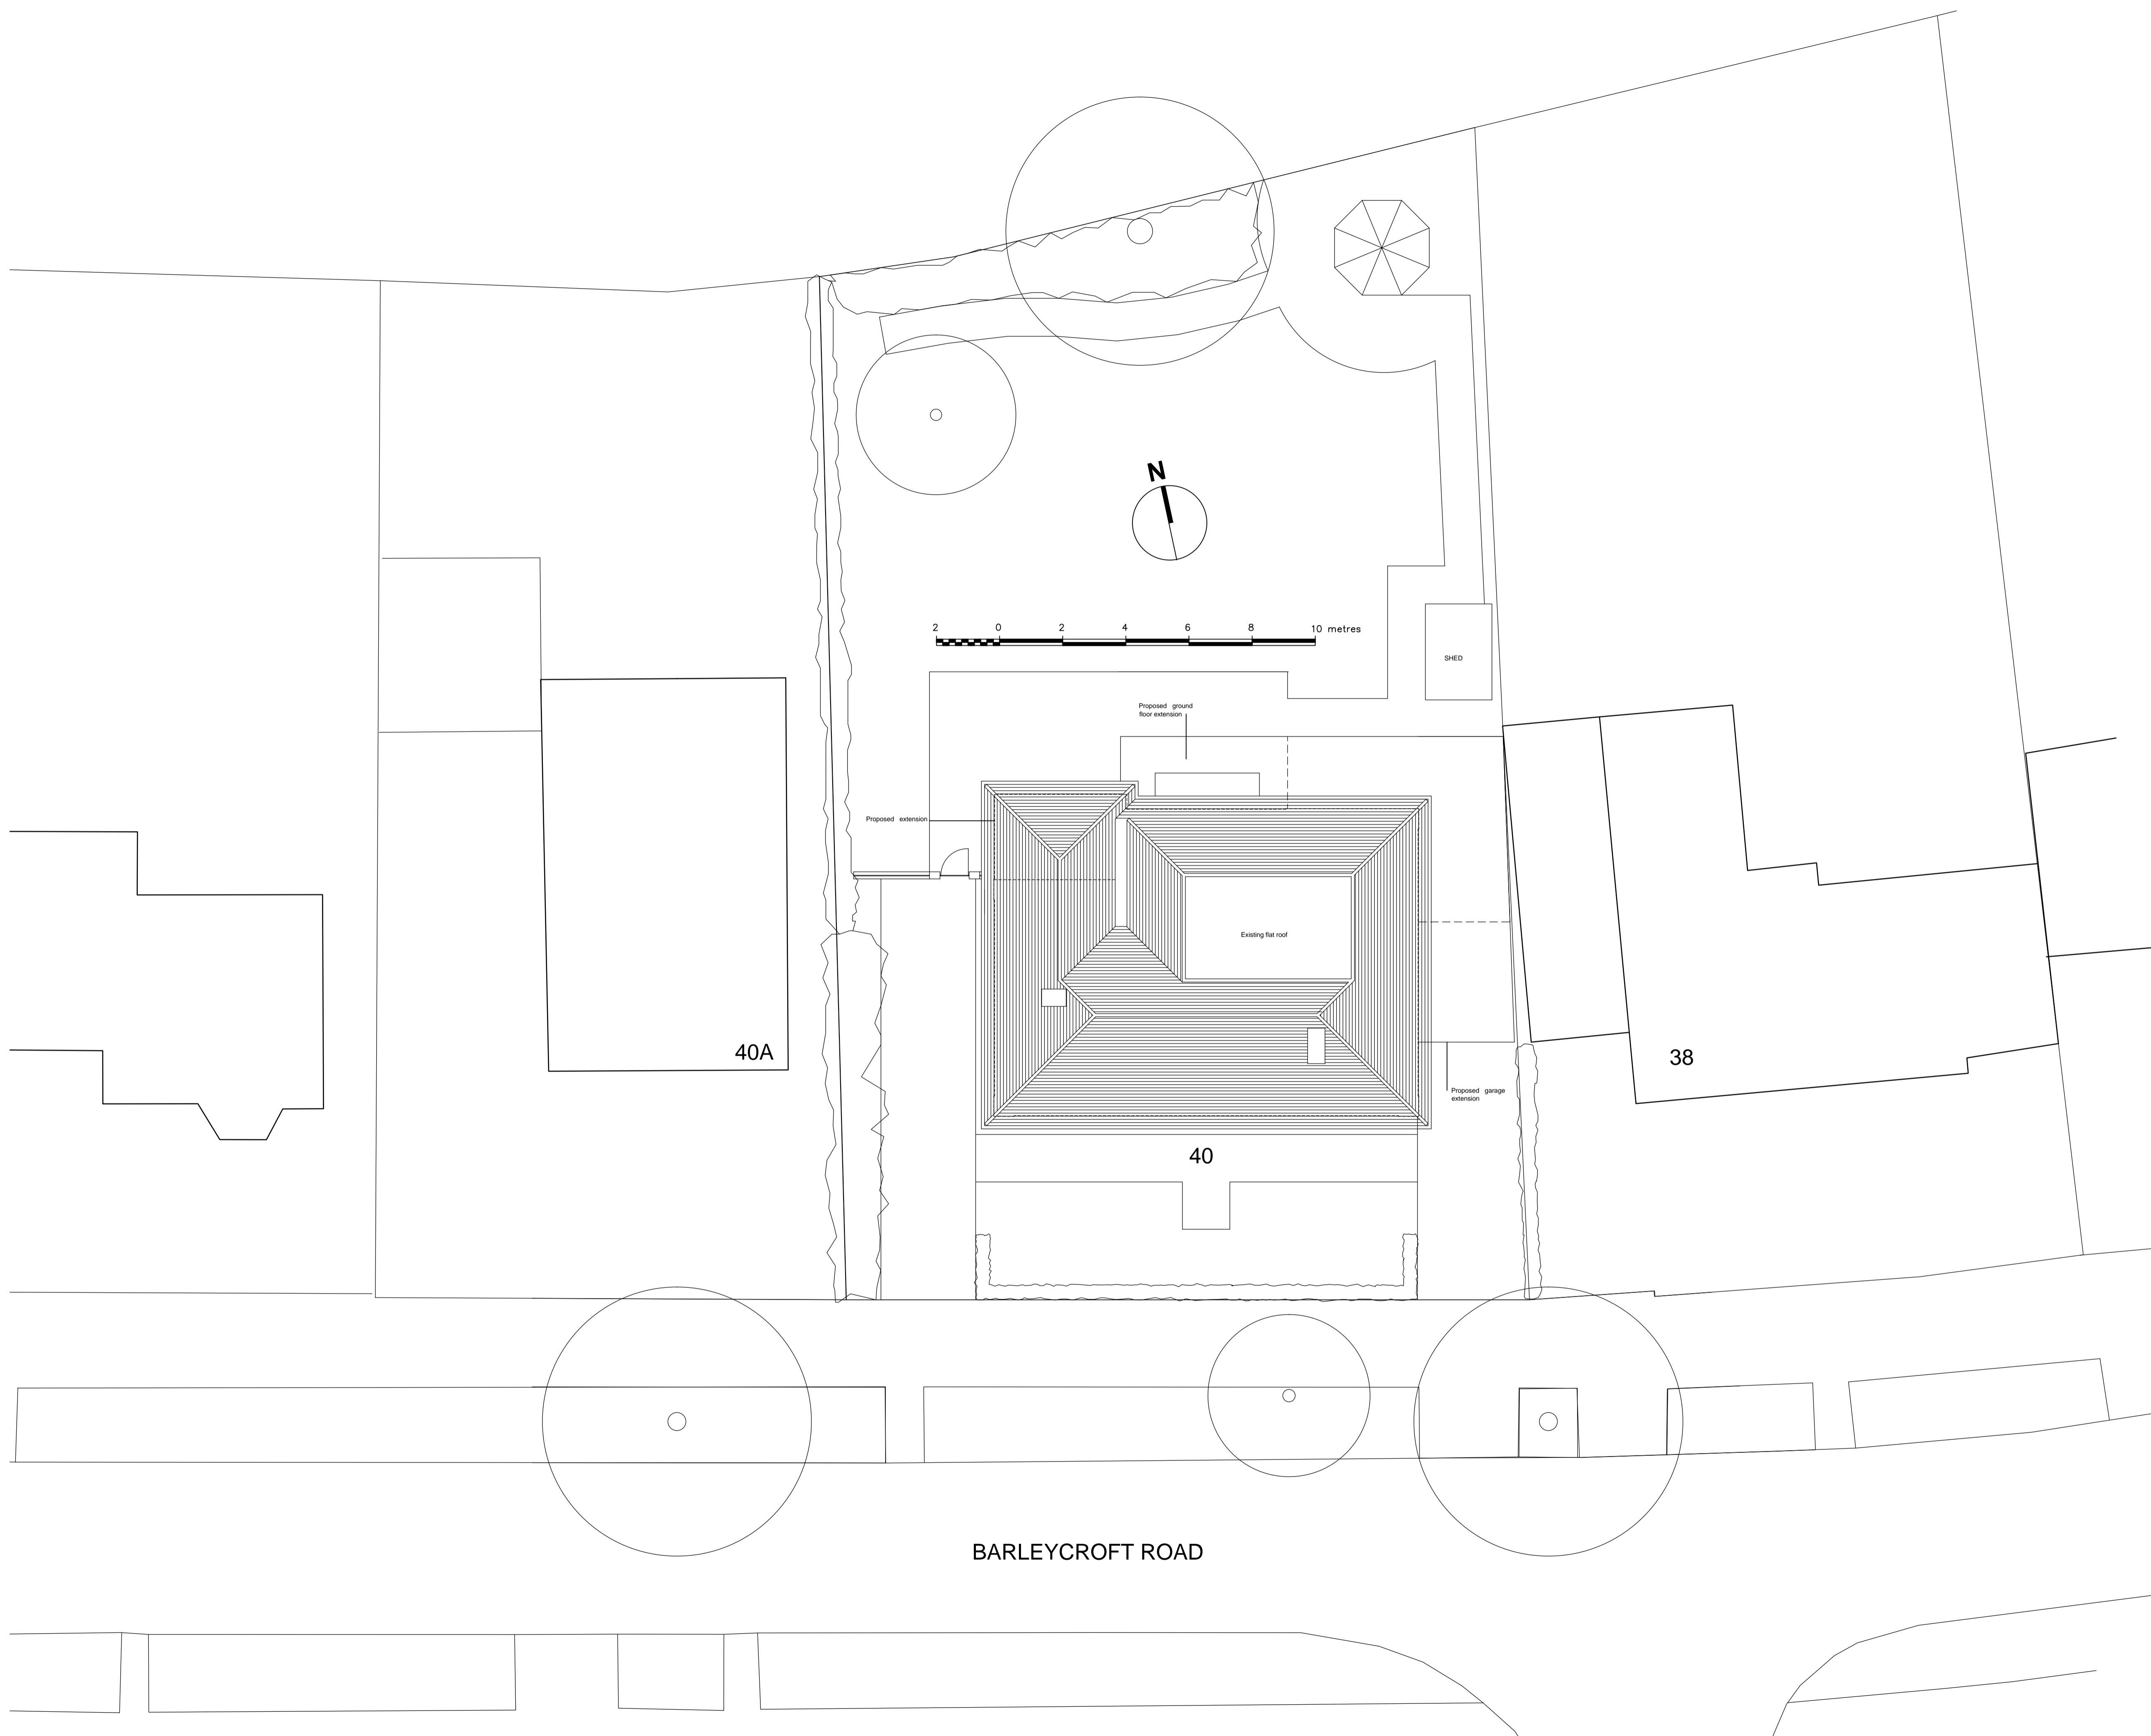 N
2 0 2 4 6 8 10 metres
SHED
Proposed ground
floor extension
Proposed extension
Existing flat roof
40A
38
Proposed garage
extension
40
BARLEYCROFT ROAD